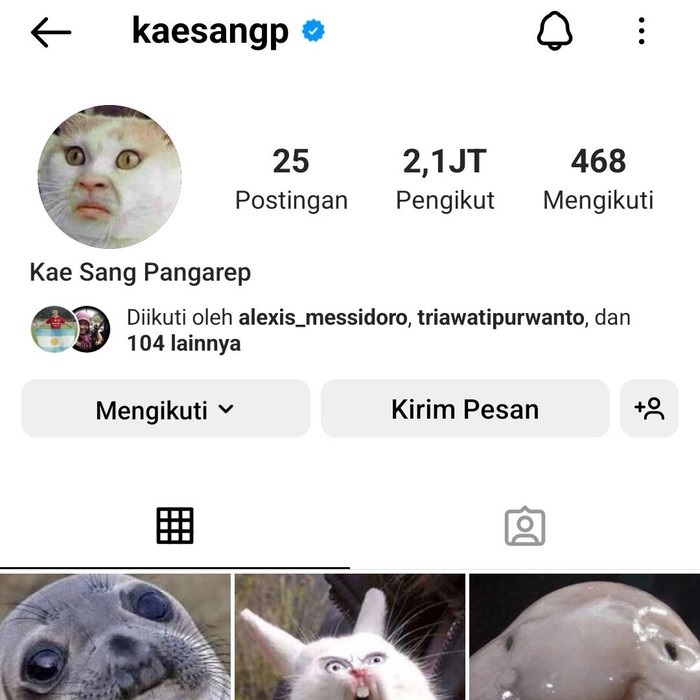 kaesangp
25 2,1JT 468
Postingan Pengikut Mengikuti
Kae Sang Pangarep
Diikuti oleh alexis_messidoro, triawatipurwanto, dan
104 lainnya
Mengikuti Kirim Pesan